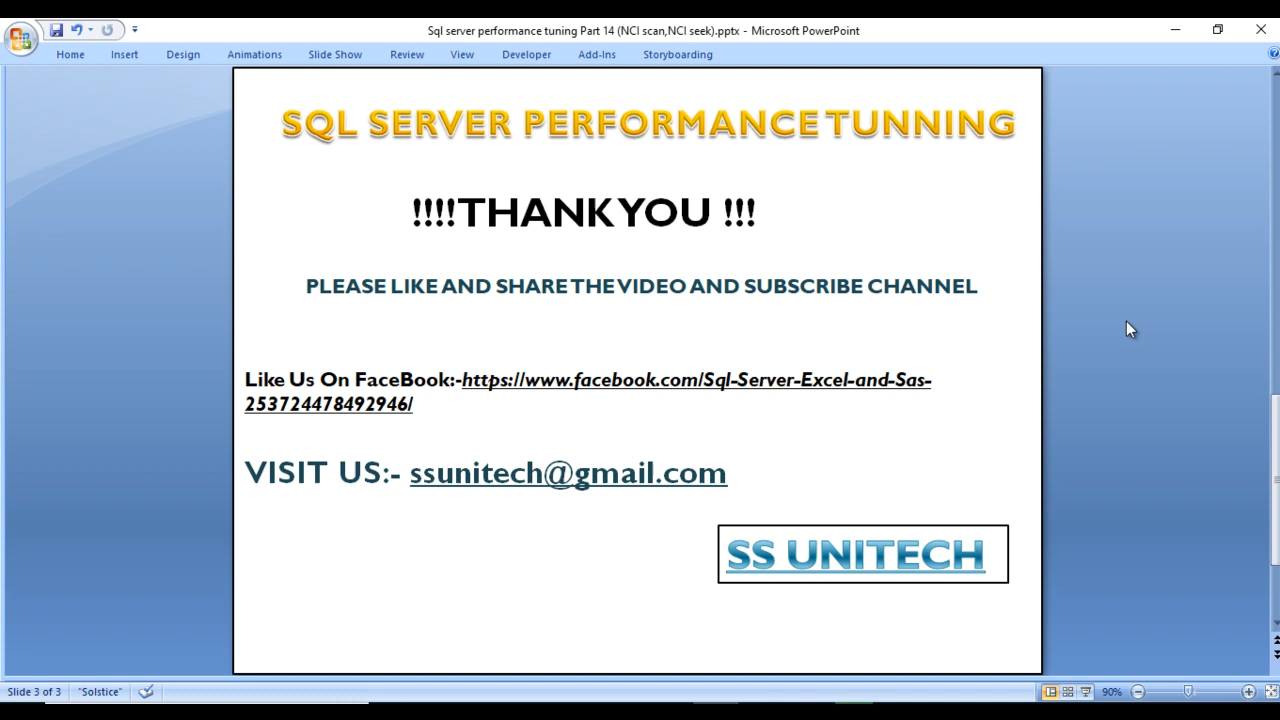 Sql server performance tuning Part 14 (NCI scan,NCI seek).pptx - Microsoft PowerPoint
Home Insert Design Animations Slide Show Review View Developer Add-Ins Storyboarding
SQL SERVER PERFORMANCE TUNNING
!!!!THANK YOU !!!
PLEASE LIKE AND SHARE THE VIDEO AND SUBSCRIBE CHANNEL
Like Us On FaceBook:-https://www.facebook.com/Sql-Server-Excel-and-Sas-
253724478492946/
VISIT US:- ssunitech@gmail.com
SS UNITECH
Slide 3 of 3 "Solstice" 90%